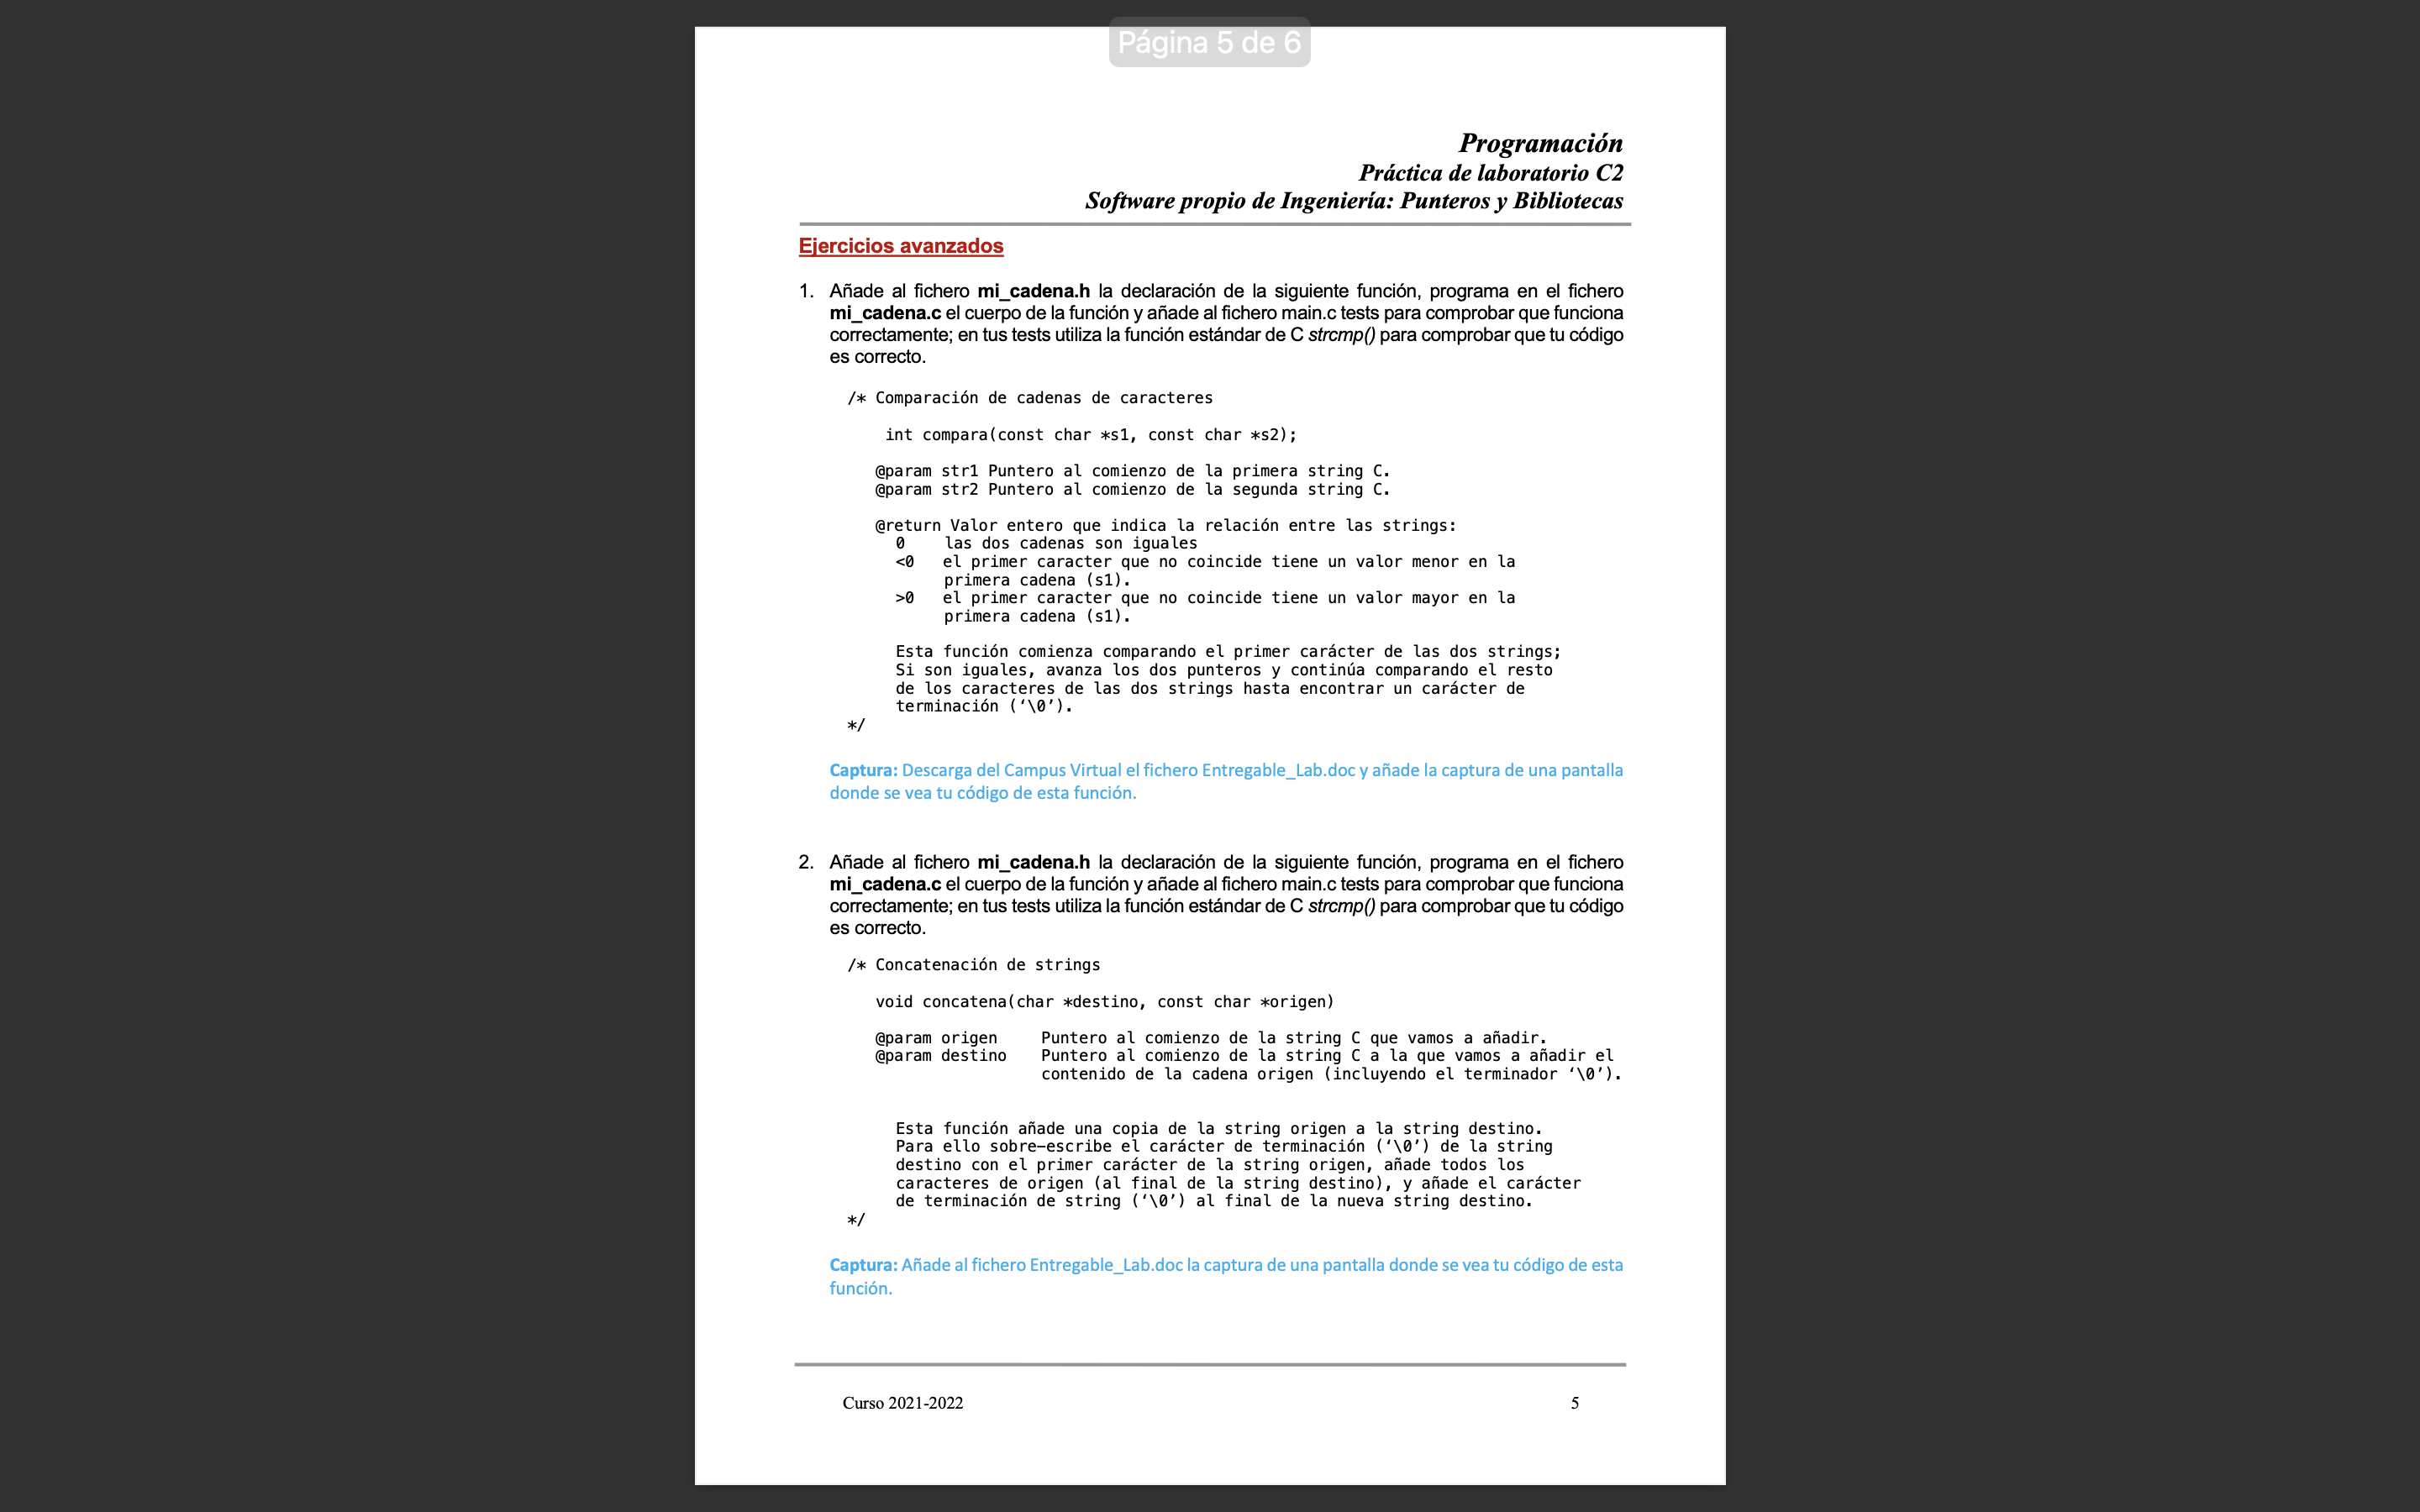 Página 5 de 6
Programación
Práctica de laboratorio C2
Software propio de Ingeniería: Punteros y Bibliotecas
Ejercicios avanzados
1. Añade al fichero mi_cadena.h la declaración de la siguiente función, programa en el fichero
mi_cadena.c el cuerpo de la función y añade al fichero main.c tests para comprobar que funciona
correctamente; en tus tests utiliza la función estándar de C strcmp() para comprobar que tu código
es correcto.
/* Comparación de cadenas de caracteres
int compara(const char *s1, const char *s2);
@param str1 Puntero al comienzo de la primera string C.
@param str2 Puntero al comienzo de la segunda string C.
@return Valor entero que indica la relación entre las strings:
0 las dos cadenas son iguales
<0 el primer caracter que no coincide tiene un valor menor en la
primera cadena (s1).
>0 el primer caracter que no coincide tiene un valor mayor en la
primera cadena (s1).
Esta función comienza comparando el primer carácter de las dos strings;
Si son iguales, avanza los dos punteros y continúa comparando el resto
de los caracteres de las dos strings hasta encontrar un carácter de
terminación (‘\0’).
*/
Captura: Descarga del Campus Virtual el fichero Entregable_Lab.doc y añade la captura de una pantalla
donde se vea tu código de esta función.
2. Añade al fichero mi_cadena.h la declaración de la siguiente función, programa en el fichero
mi_cadena.c el cuerpo de la función y añade al fichero main.c tests para comprobar que funciona
correctamente; en tus tests utiliza la función estándar de C strcmp() para comprobar que tu código
es correcto.
/* Concatenación de strings
void concatena(char *destino, const char *origen)
@param origen Puntero al comienzo de la string C que vamos a añadir.
@param destino Puntero al comienzo de la string C a la que vamos a añadir el
contenido de la cadena origen (incluyendo el terminador ‘\0’).
Esta función añade una copia de la string origen a la string destino.
Para ello sobre-escribe el carácter de terminación (‘\0’) de la string
destino con el primer carácter de la string origen, añade todos los
caracteres de origen (al final de la string destino), y añade el carácter
de terminación de string (‘\0’) al final de la nueva string destino.
*/
Captura: Añade al fichero Entregable_Lab.doc la captura de una pantalla donde se vea tu código de esta
función.
Curso 2021-2022 5